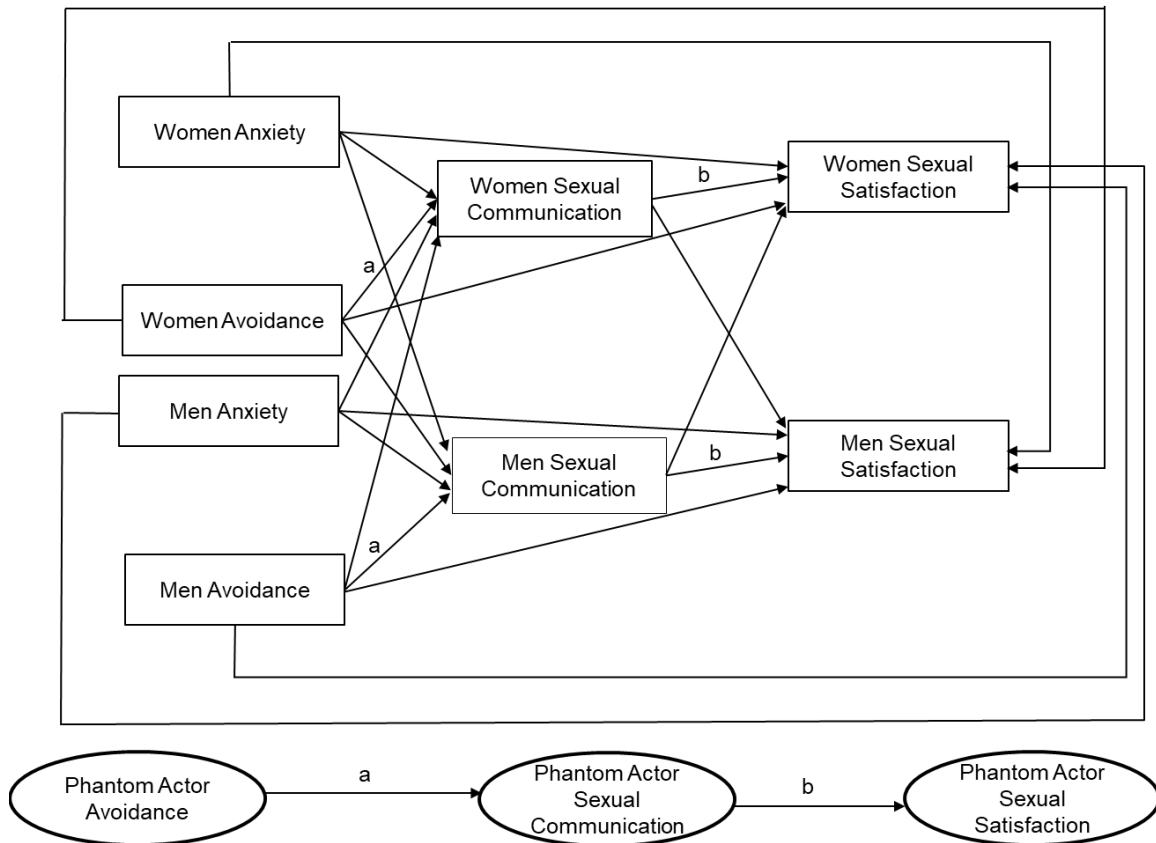 Women Anxiety
Women Sexual
Communication
b
Women Sexual
Satisfaction
a
Women Avoidance
Men Anxiety
Men Sexual
Communication
b
Men Sexual
Satisfaction
a
Men Avoidance
Phantom Actor
Avoidance
a
Phantom Actor
Sexual
Communication
b
Phantom Actor
Sexual
Satisfaction